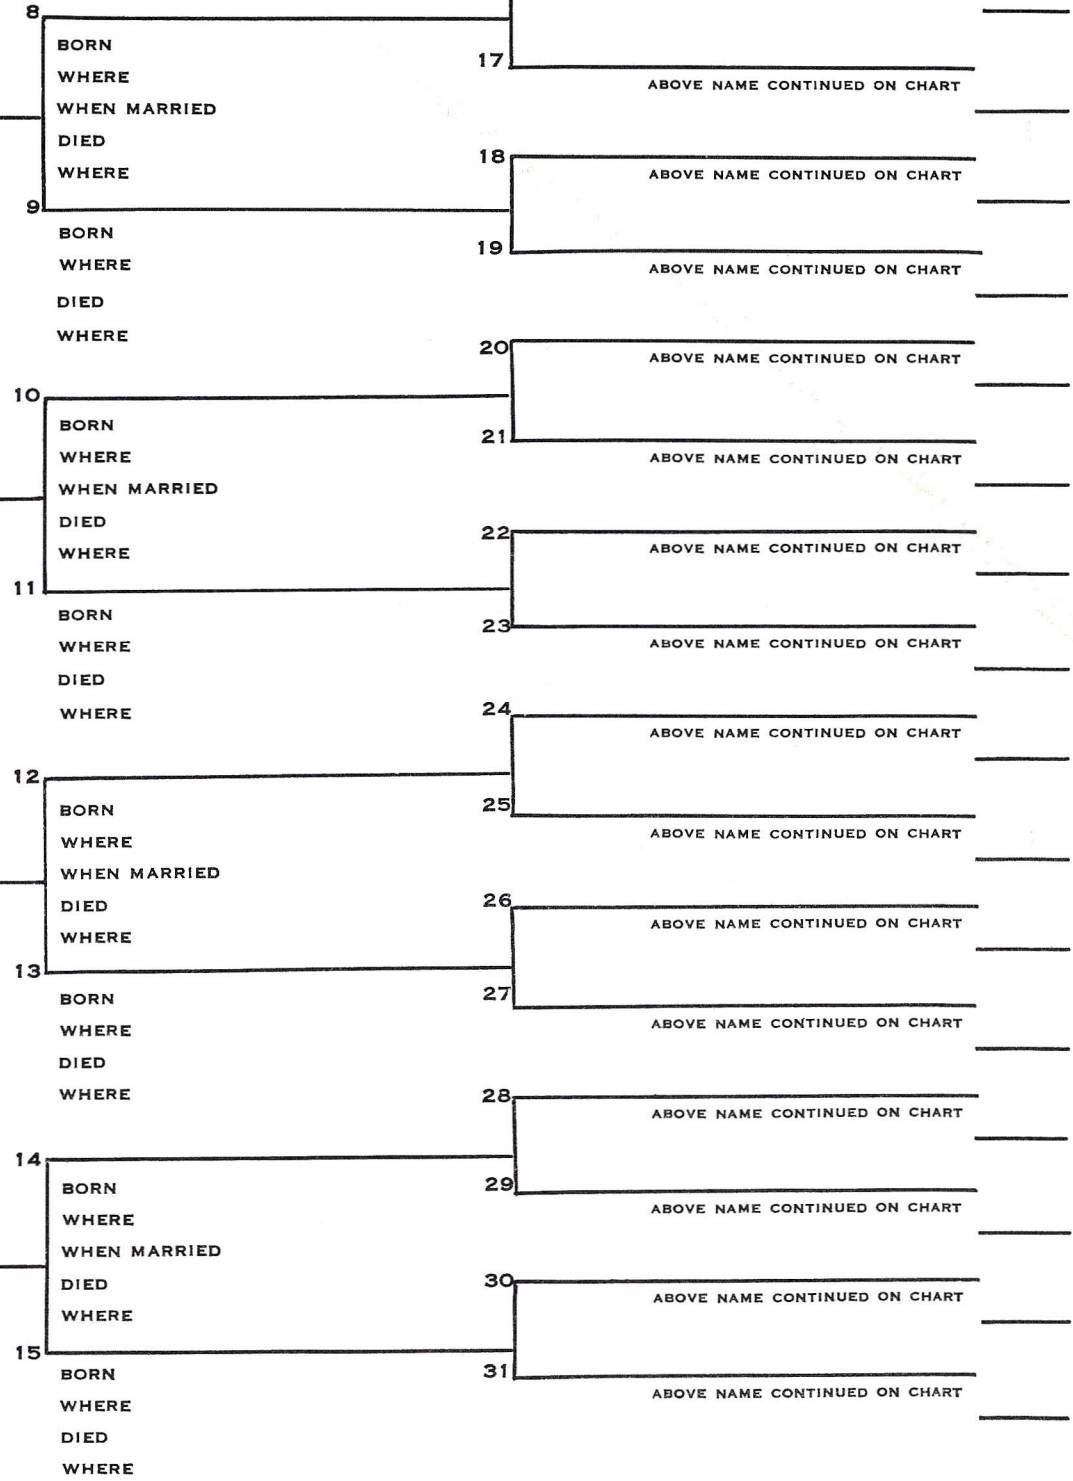 8
BORN
WHERE
WHEN MARRIED
DIED
WHERE
9
BORN
WHERE
DIED
WHERE
10
BORN
WHERE
WHEN MARRIED
DIED
WHERE
11
BORN
WHERE
DIED
WHERE
12
BORN
WHERE
WHEN MARRIED
DIED
WHERE
13
BORN
WHERE
DIED
WHERE
14
BORN
WHERE
WHEN MARRIED
DIED
WHERE
15
BORN
WHERE
DIED
WHERE
17
ABOVE NAME CONTINUED ON CHART
18
ABOVE NAME CONTINUED ON CHART
19
ABOVE NAME CONTINUED ON CHART
20
ABOVE NAME CONTINUED ON CHART
21
ABOVE NAME CONTINUED ON CHART
22
ABOVE NAME CONTINUED ON CHART
23
ABOVE NAME CONTINUED ON CHART
24
ABOVE NAME CONTINUED ON CHART
25
ABOVE NAME CONTINUED ON CHART
26
ABOVE NAME CONTINUED ON CHART
27
ABOVE NAME CONTINUED ON CHART
28
ABOVE NAME CONTINUED ON CHART
29
ABOVE NAME CONTINUED ON CHART
30
ABOVE NAME CONTINUED ON CHART
31
ABOVE NAME CONTINUED ON CHART